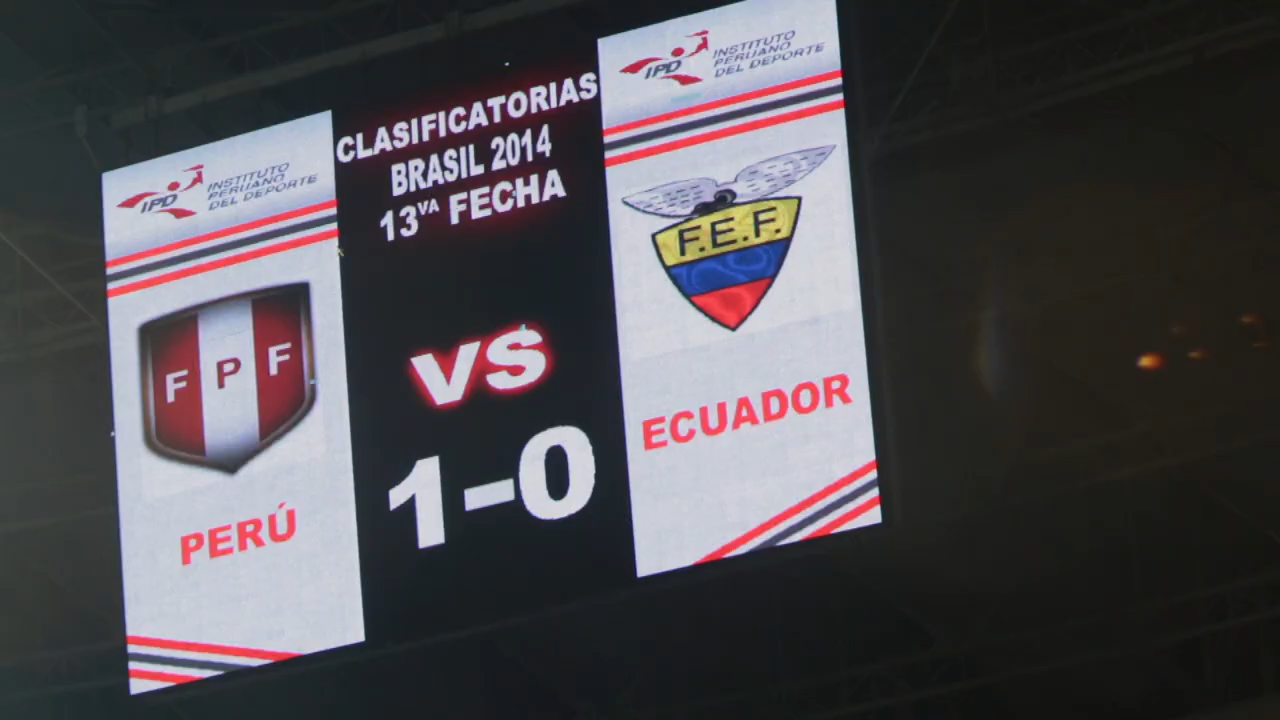 IPD INSTITUTO
PERUANO
DEL DEPORTE
FPF
PERÚ
CLASIFICATORIAS
BRASIL 2014
13VA FECHA
VS
1-0
IPD INSTITUTO
PERUANO
DEL DEPORTE
F.E.F.
ECUADOR